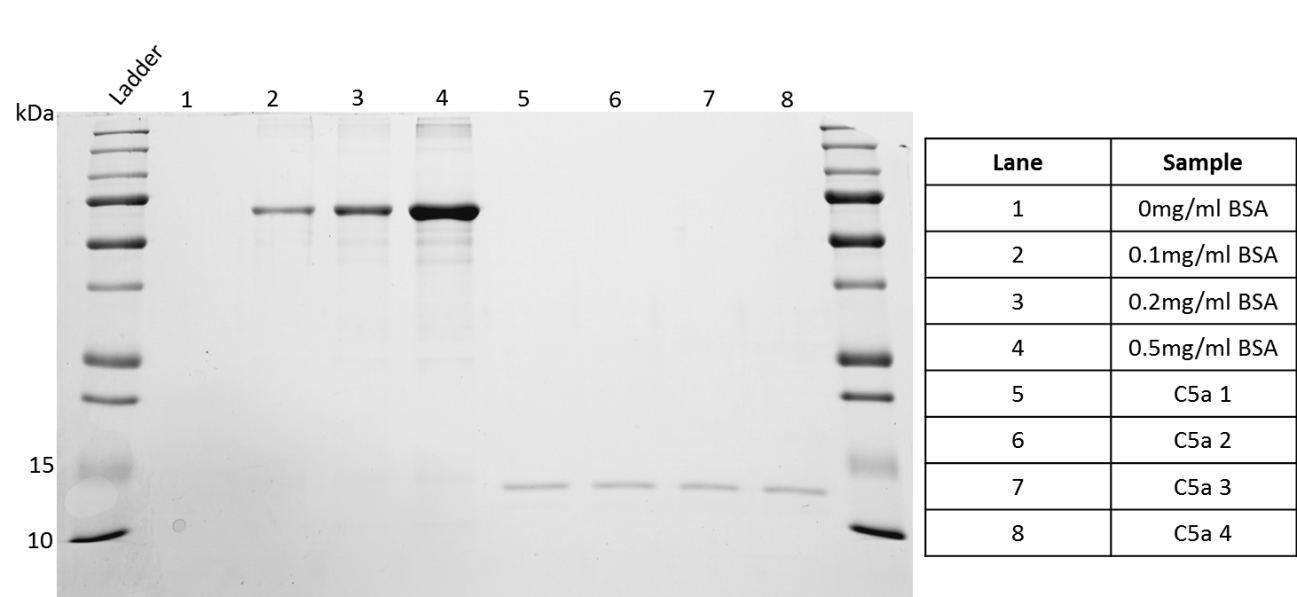 Ladder
kDa
1 2 3 4 5 6 7 8
15
10
Lane Sample
1 0mg/ml BSA
2 0.1mg/ml BSA
3 0.2mg/ml BSA
4 0.5mg/ml BSA
5 C5a 1
6 C5a 2
7 C5a 3
8 C5a 4